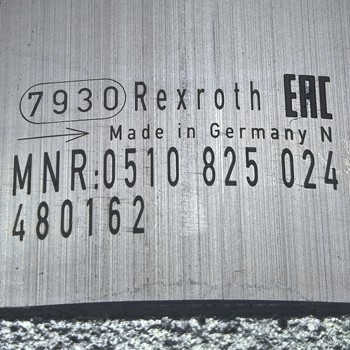 7930 Rexroth EAC
Made in Germany N
MNR:0510 825 024
480162